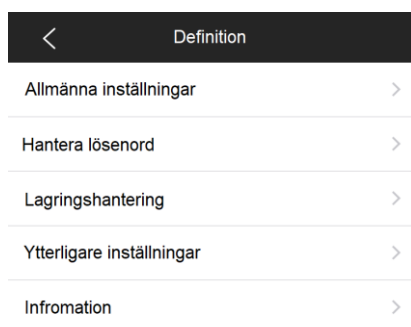 Definition
Allmänna inställningar
Hantera lösenord
Lagringshantering
Ytterligare inställningar
Infromation